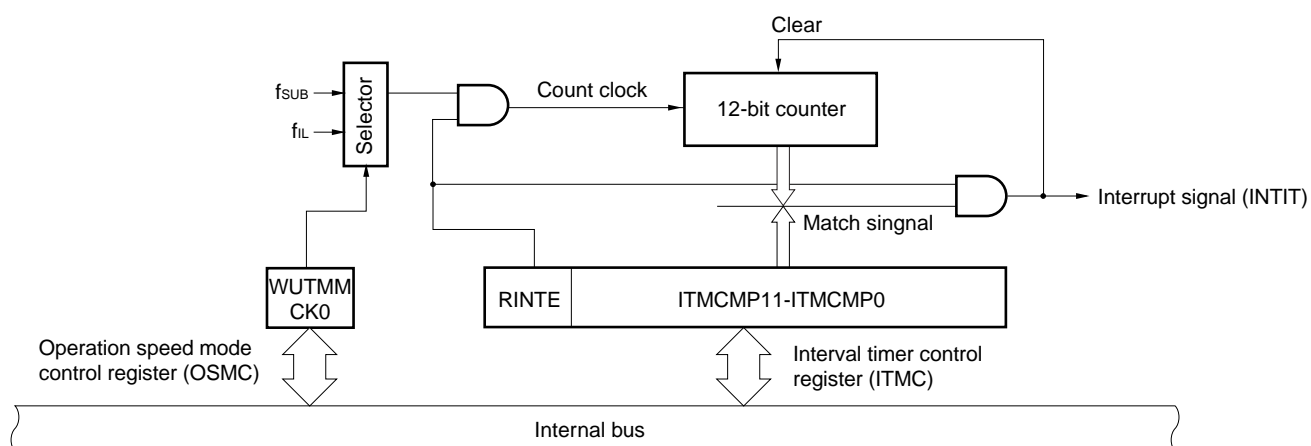 Clear
fSUB
fIL
Selector
Count clock
12-bit counter
Match singnal
Interrupt signal (INTIT)
WUTMM
CK0
RINTE
ITMCMP11-ITMCMP0
Operation speed mode
control register (OSMC)
Interval timer control
register (ITMC)
Internal bus